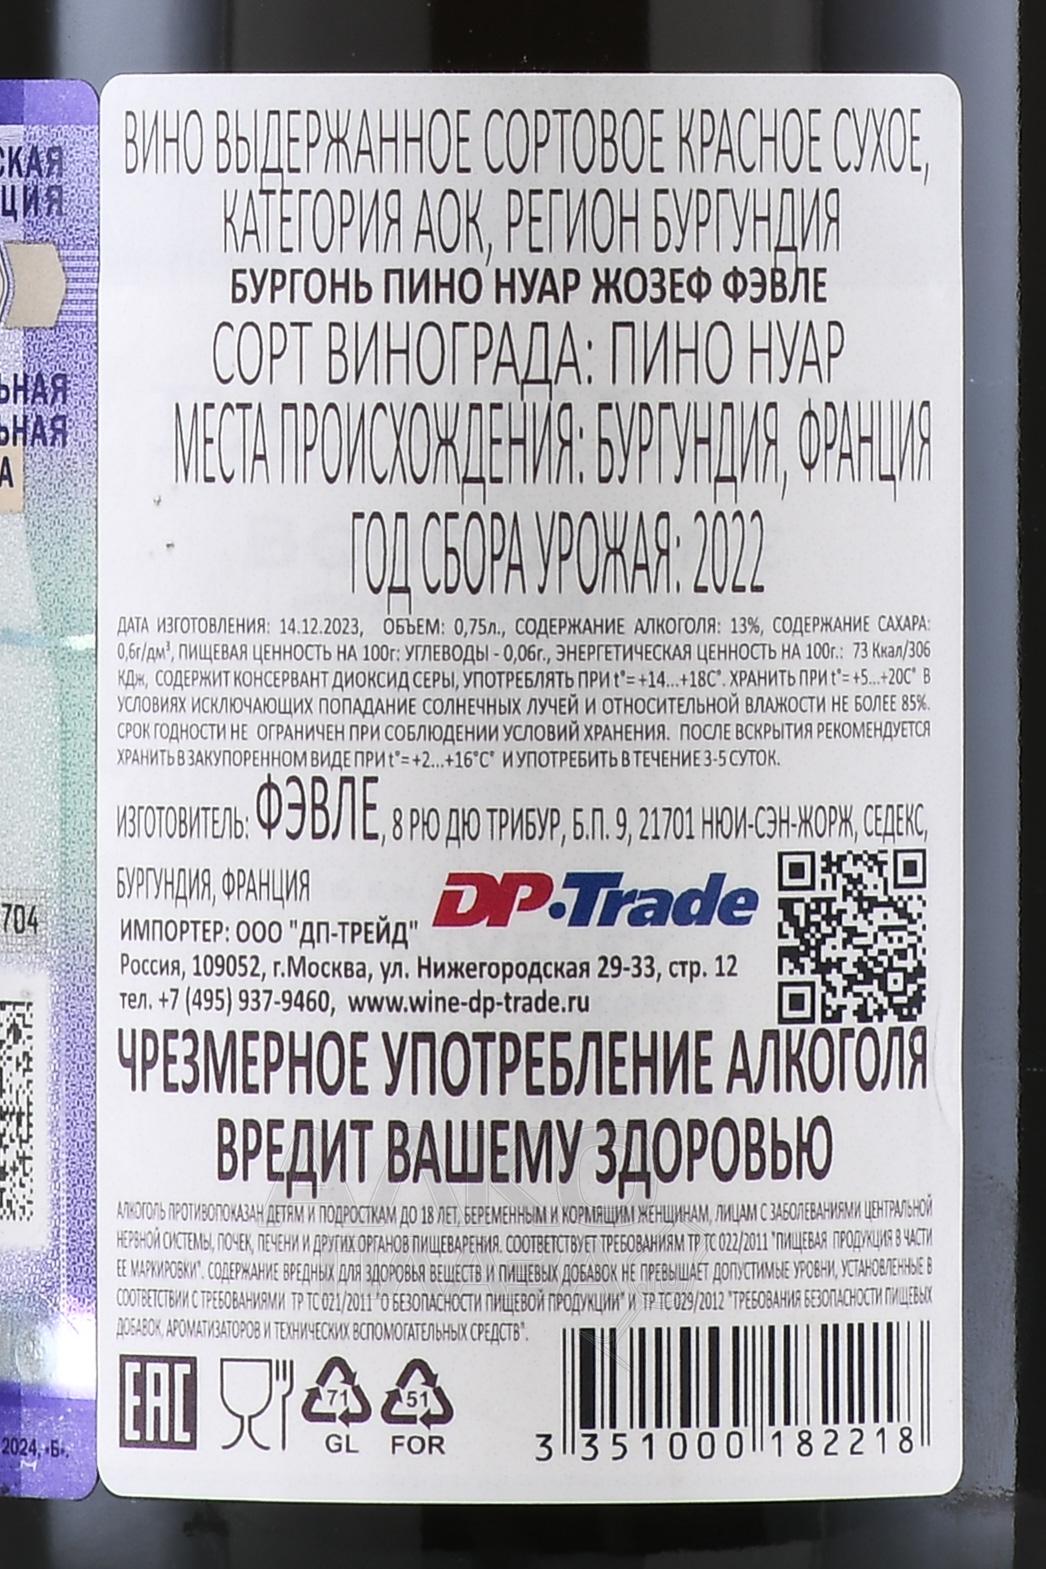 СКАЯ
ЦИЯ
ЬНАЯ
ЬНАЯ
А
704
2024, «Б».
ВИНО ВЫДЕРЖАННОЕ СОРТОВОЕ КРАСНОЕ СУХОЕ,
КАТЕГОРИЯ АОК, РЕГИОН БУРГУНДИЯ
БУРГОНЬ ПИНО НУАР ЖОЗЕФ ФЭВЛЕ
СОРТ ВИНОГРАДА: ПИНО НУАР
МЕСТА ПРОИСХОЖДЕНИЯ: БУРГУНДИЯ, ФРАНЦИЯ
ГОД СБОРА УРОЖАЯ: 2022
ДАТА ИЗГОТОВЛЕНИЯ: 14.12.2023, ОБЪЕМ: 0,75л., СОДЕРЖАНИЕ АЛКОГОЛЯ: 13%, СОДЕРЖАНИЕ САХАРА:
0,6г/дм³, ПИЩЕВАЯ ЦЕННОСТЬ НА 100г: УГЛЕВОДЫ - 0,06г., ЭНЕРГЕТИЧЕСКАЯ ЦЕННОСТЬ НА 100г.: 73 Ккал/306
КДж, СОДЕРЖИТ КОНСЕРВАНТ ДИОКСИД СЕРЫ, УПОТРЕБЛЯТЬ ПРИ t°=+14...+18С°. ХРАНИТЬ ПРИ t°=+5...+20С° В
УСЛОВИЯХ ИСКЛЮЧАЮЩИХ ПОПАДАНИЕ СОЛНЕЧНЫХ ЛУЧЕЙ И ОТНОСИТЕЛЬНОЙ ВЛАЖНОСТИ НЕ БОЛЕЕ 85%.
СРОК ГОДНОСТИ НЕ ОГРАНИЧЕН ПРИ СОБЛЮДЕНИИ УСЛОВИЙ ХРАНЕНИЯ. ПОСЛЕ ВСКРЫТИЯ РЕКОМЕНДУЕТСЯ
ХРАНИТЬ В ЗАКУПОРЕННОМ ВИДЕ ПРИ t°=+2...+16°С° И УПОТРЕБИТЬ В ТЕЧЕНИЕ 3-5 СУТОК.
ИЗГОТОВИТЕЛЬ: ФЭВЛЕ, 8 РЮ ДЮ ТРИБУР, Б.П. 9, 21701 НЮИ-СЭН-ЖОРЖ, СЕДЕКС,
БУРГУНДИЯ, ФРАНЦИЯ
DP·Trade
ИМПОРТЕР: ООО "ДП-ТРЕЙД"
Россия, 109052, г.Москва, ул. Нижегородская 29-33, стр. 12
тел. +7 (495) 937-9460, www.wine-dp-trade.ru
ЧРЕЗМЕРНОЕ УПОТРЕБЛЕНИЕ АЛКОГОЛЯ
ВРЕДИТ ВАШЕМУ ЗДОРОВЬЮ
АЛКОГОЛЬ ПРОТИВОПОКАЗАН ДЕТЯМ И ПОДРОСТКАМ ДО 18 ЛЕТ, БЕРЕМЕННЫМ И КОРМЯЩИМ ЖЕНЩИНАМ, ЛИЦАМ С ЗАБОЛЕВАНИЯМИ ЦЕНТРАЛЬНОЙ
НЕРВНОЙ СИСТЕМЫ, ПОЧЕК, ПЕЧЕНИ И ДРУГИХ ОРГАНОВ ПИЩЕВАРЕНИЯ. СООТВЕТСТВУЕТ ТРЕБОВАНИЯМ ТР ТС 022/2011 "ПИЩЕВАЯ ПРОДУКЦИЯ В ЧАСТИ
ЕЕ МАРКИРОВКИ". СОДЕРЖАНИЕ ВРЕДНЫХ ДЛЯ ЗДОРОВЬЯ ВЕЩЕСТВ И ПИЩЕВЫХ ДОБАВОК НЕ ПРЕВЫШАЕТ ДОПУСТИМЫЕ УРОВНИ, УСТАНОВЛЕННЫЕ В
СООТВЕТСТВИИ С ТРЕБОВАНИЯМИ ТР ТС 021/2011 "О БЕЗОПАСНОСТИ ПИЩЕВОЙ ПРОДУКЦИИ" И ТР ТС 029/2012 "ТРЕБОВАНИЯ БЕЗОПАСНОСТИ ПИЩЕВЫХ
ДОБАВОК, АРОМАТИЗАТОРОВ И ТЕХНИЧЕСКИХ ВСПОМОГАТЕЛЬНЫХ СРЕДСТВ".
EAC
71
GL
51
FOR
3 351000 182218